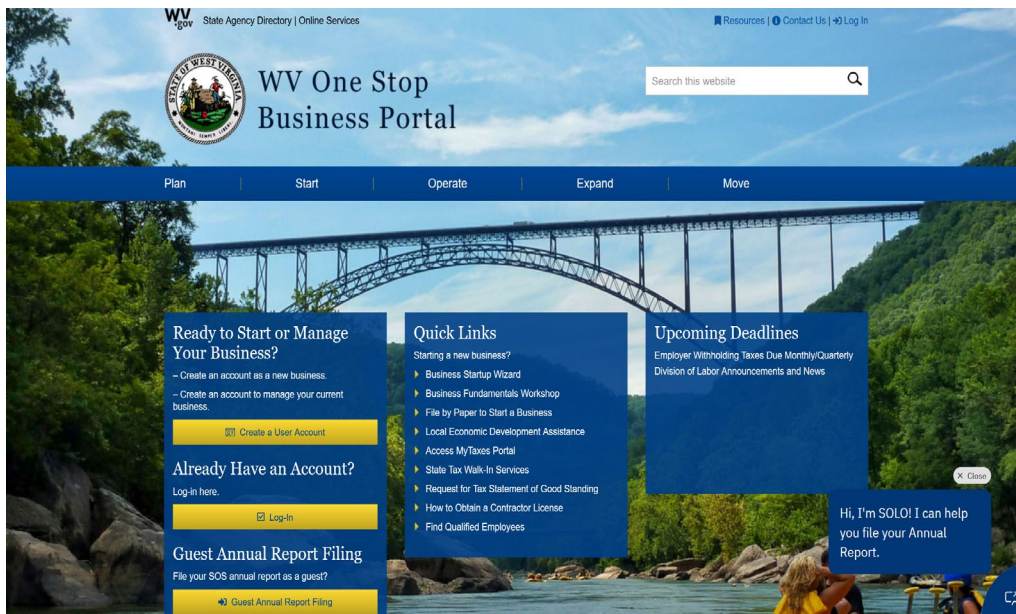 WV
.gov
State Agency Directory | Online Services
Resources | Contact Us | Log In
STATE OF WEST VIRGINIA
MONTANI SEMPER LIBERI
WV One Stop
Business Portal
Search this website
Plan
Start
Operate
Expand
Move
Ready to Start or Manage
Your Business?
– Create an account as a new business.
– Create an account to manage your current
business.
Create a User Account
Already Have an Account?
Log-in here.
Log-In
Guest Annual Report Filing
File your SOS annual report as a guest?
Guest Annual Report Filing
Quick Links
Starting a new business?
Business Startup Wizard
Business Fundamentals Workshop
File by Paper to Start a Business
Local Economic Development Assistance
Access MyTaxes Portal
State Tax Walk-In Services
Request for Tax Statement of Good Standing
How to Obtain a Contractor License
Find Qualified Employees
Upcoming Deadlines
Employer Withholding Taxes Due Monthly/Quarterly
Division of Labor Announcements and News
× Close
Hi, I'm SOLO! I can help
you file your Annual
Report.